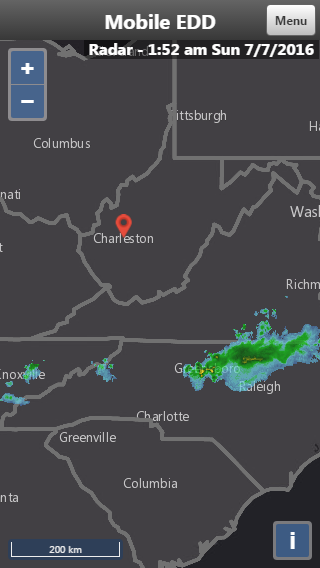 Mobile EDD
Menu
Radar - 1:52 am Sun 7/7/2016
+
ittsburgh
−
Columbus
Ha
nati
Wash
Charleston
t
Richm
Knoxville
Raleigh
Charlotte
Greenville
Columbia
nta
i
200 km